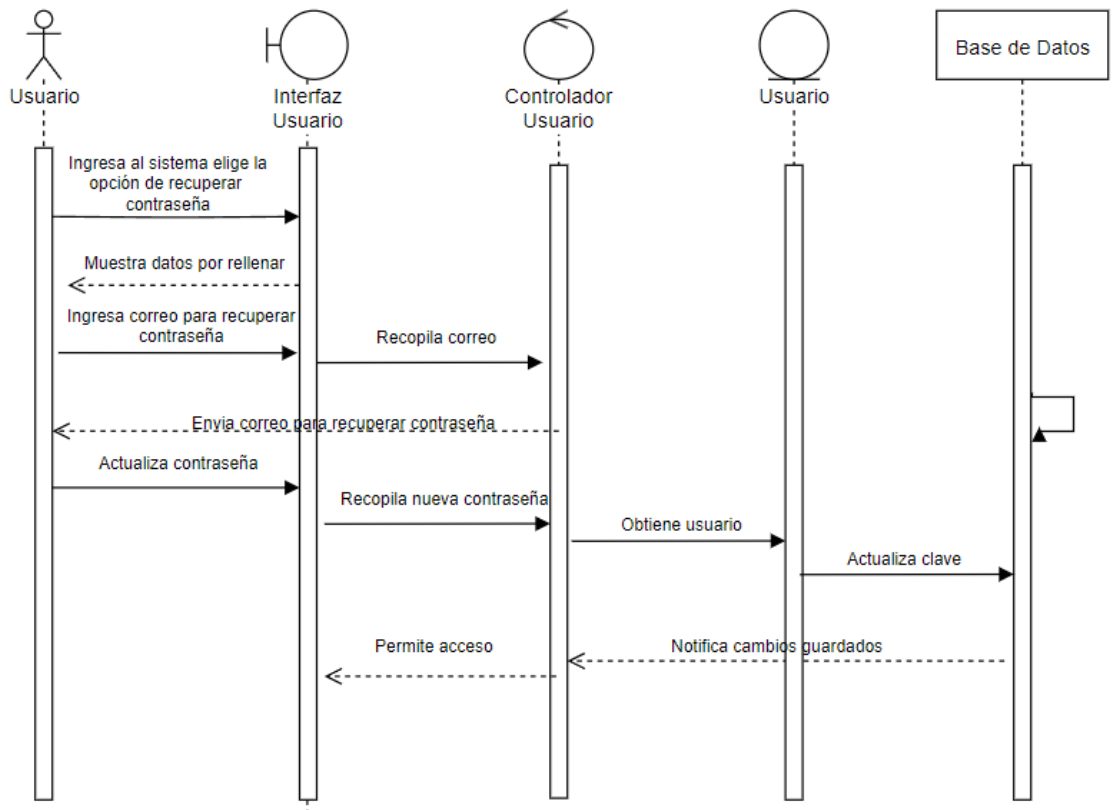 Usuario
Interfaz
Usuario
Controlador
Usuario
Usuario
Base de Datos
Ingresa al sistema elige la
opción de recuperar
contraseña
Muestra datos por rellenar
Ingresa correo para recuperar
contraseña
Recopila correo
Envia correo para recuperar contraseña
Actualiza contraseña
Recopila nueva contraseña
Obtiene usuario
Actualiza clave
Notifica cambios guardados
Permite acceso